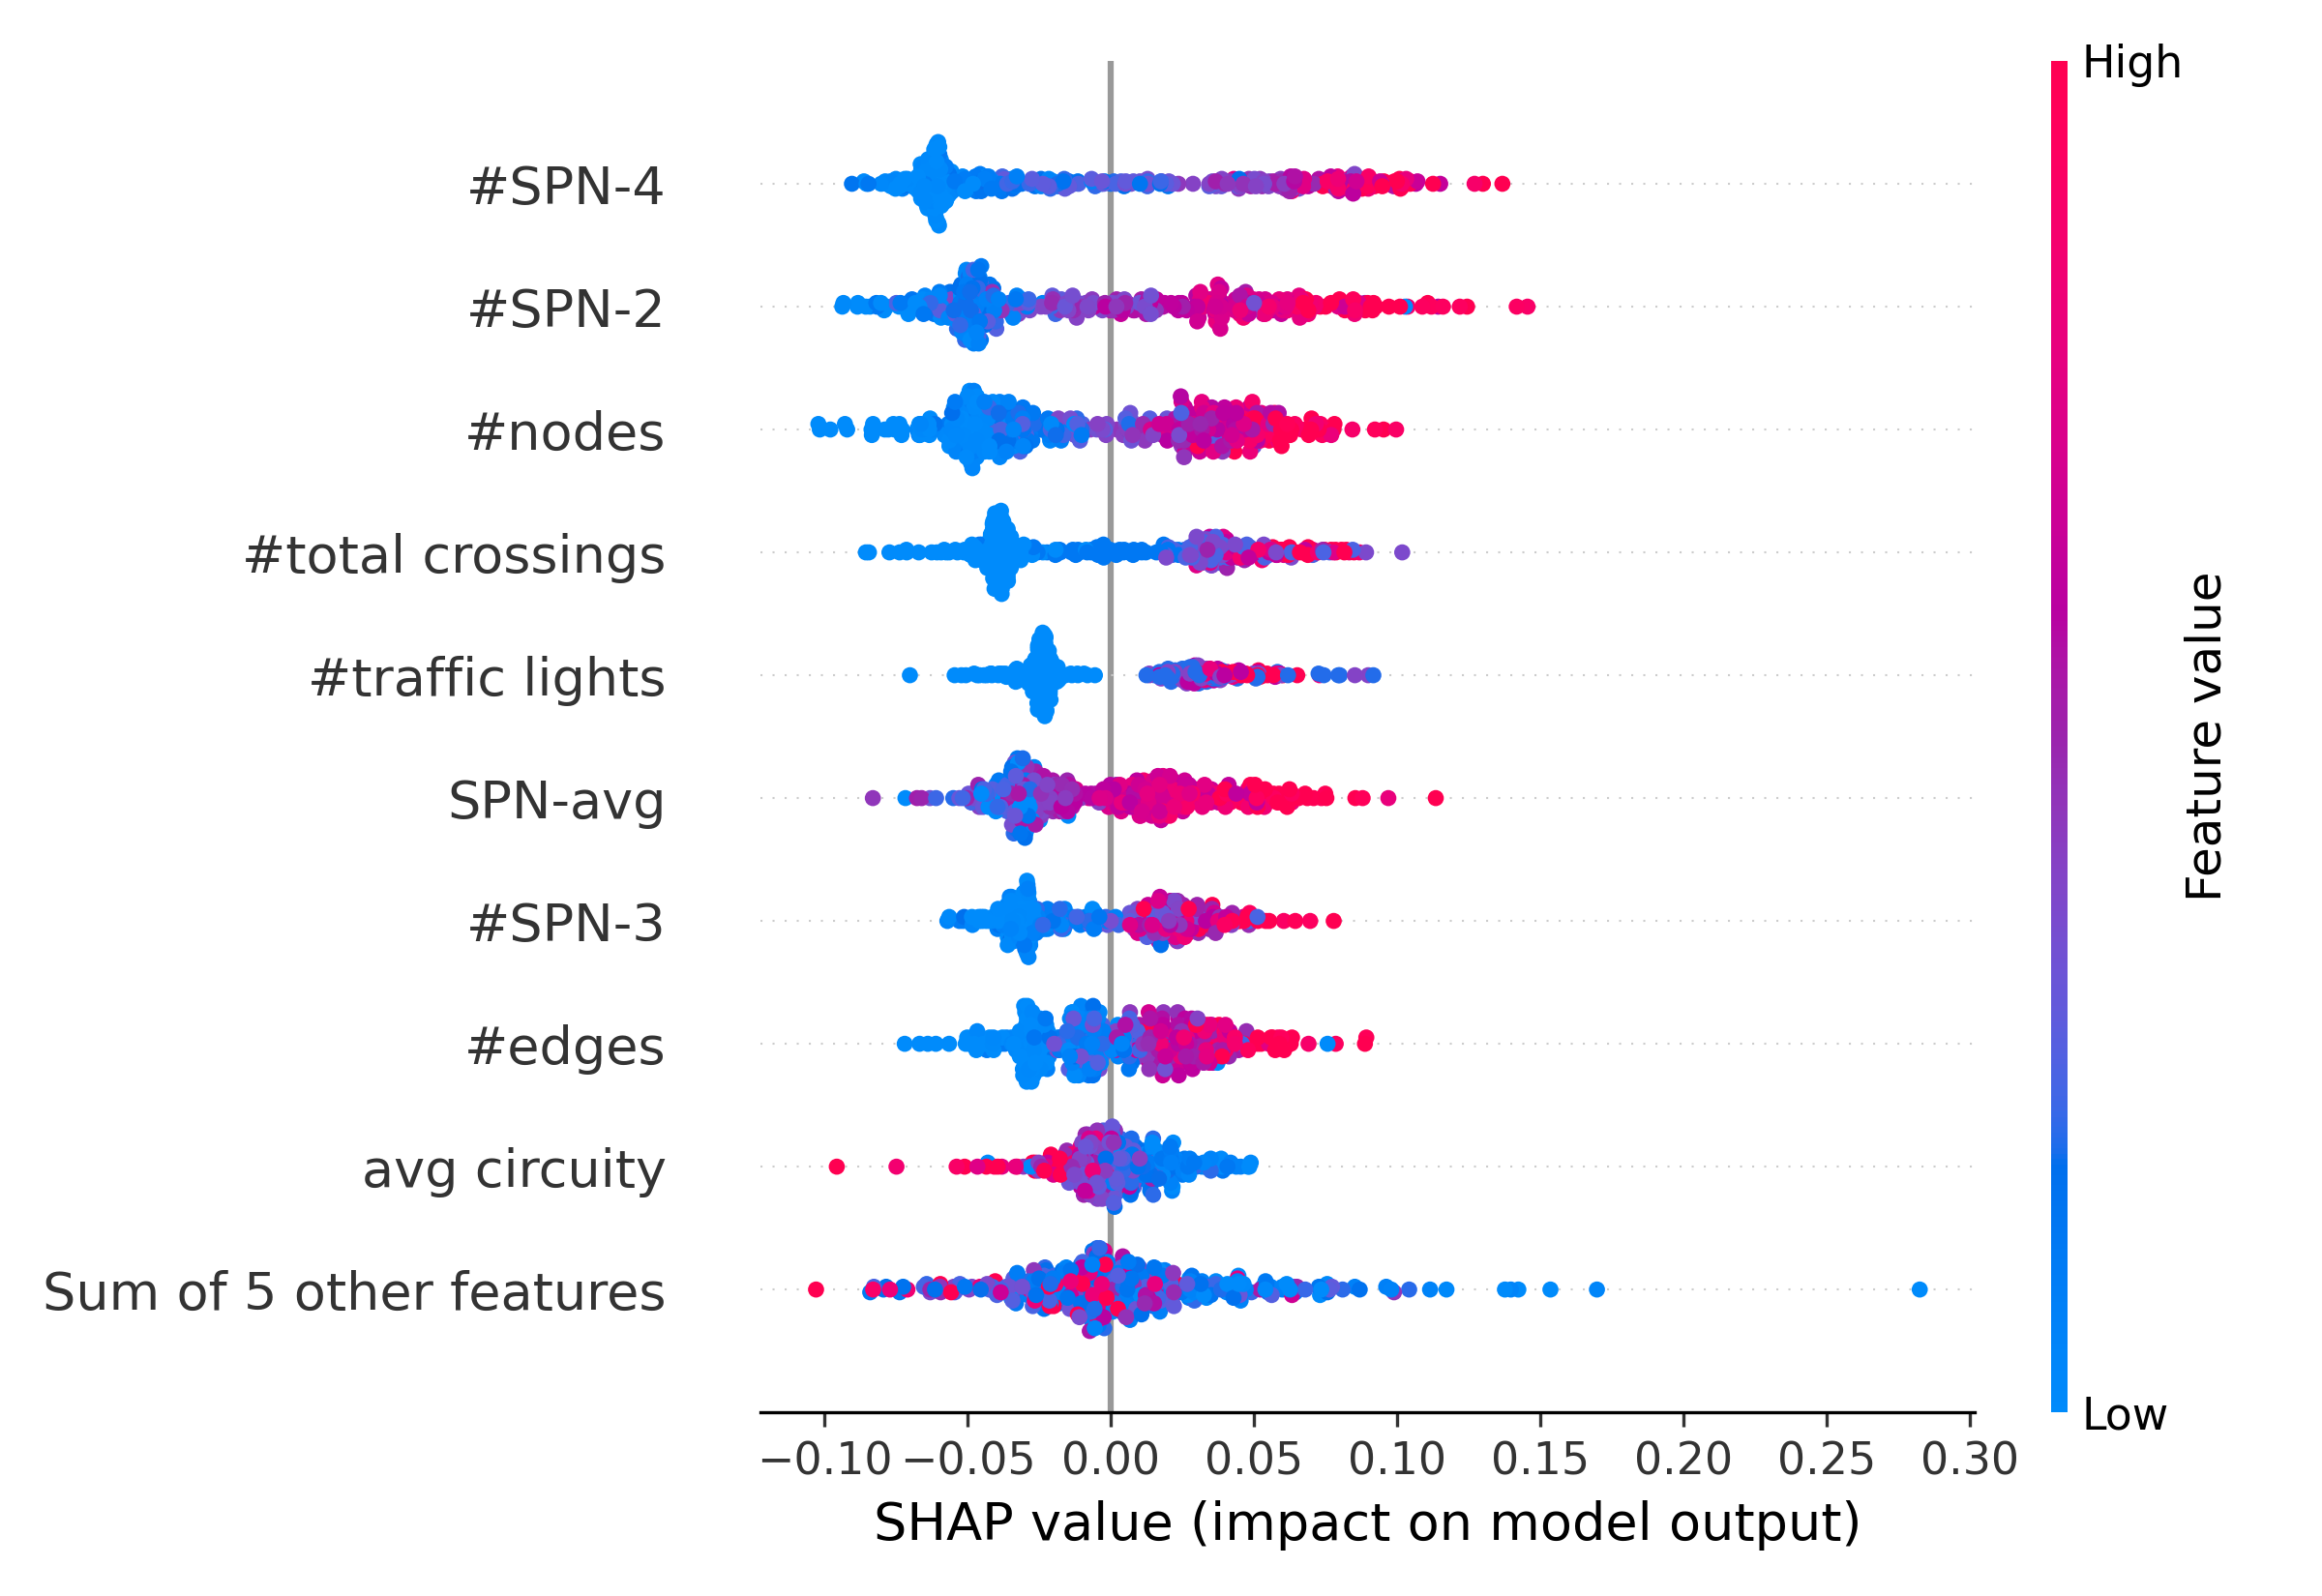 High
#SPN-4
#SPN-2
#nodes
#total crossings
#traffic lights
SPN-avg
#SPN-3
#edges
avg circuity
Sum of 5 other features
Feature value
Low
−0.10 −0.05 0.00 0.05 0.10 0.15 0.20 0.25 0.30
SHAP value (impact on model output)